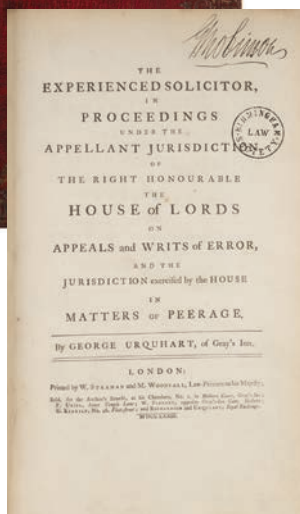 THE
EXPERIENCED SOLICITOR,
IN
PROCEEDINGS
UNDER THE
APPELLANT JURISDICTION
OF
THE RIGHT HONOURABLE
THE
HOUSE of LORDS
ON
APPEALS and WRITS of ERROR,
AND THE
JURISDICTION exercised by the HOUSE
IN
MATTERS OF PEERAGE.
By GEORGE URQUHART, of Gray's Inn.
LONDON:
Printed by W. STRAHAN and M. WOODFALL, Law-Printers to his Majesty;
BIRMINGHAM
LAW
SOCIETY